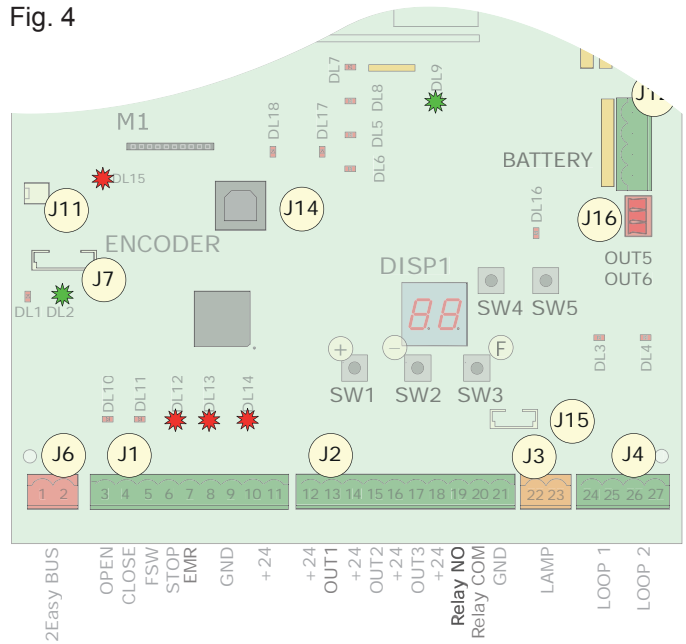 Fig. 4
DL7
DL8
DL5
DL6
DL9
M1
DL18
DL17
DL15
BATTERY
J11
J14
DL16
J16
ENCODER
OUT5
OUT6
J7
DISP1
DL1 DL2
8.8.
SW4 SW5
+ − F
DL3 DL4
SW1 SW2 SW3
DL10 DL11 DL12 DL13 DL14
J15
J6 J1 J2 J3 J4
1 2 3 4 5 6 7 8 9 10 11 12 13 14 15 16 17 18 19 20 21 22 23 24 25 26 27
2Easy BUS
OPEN
CLOSE
FSW
STOP
EMR
GND
+24
+24
OUT1
+24
OUT2
+24
OUT3
+24
Relay NO
Relay COM
GND
LAMP
LOOP 1
LOOP 2